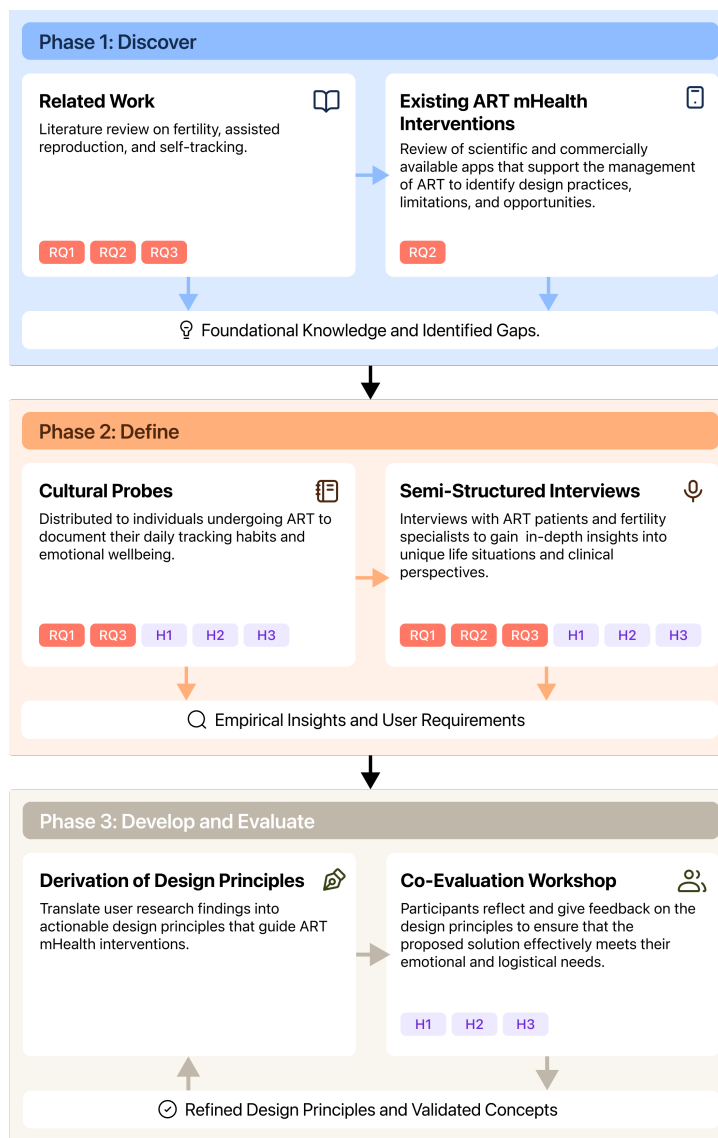 Phase 1: Discover
Related Work
Literature review on fertility, assisted
reproduction, and self-tracking.
RQ1 RQ2 RQ3
Existing ART mHealth
Interventions
Review of scientific and commercially
available apps that support the management
of ART to identify design practices,
limitations, and opportunities.
RQ2
Foundational Knowledge and Identified Gaps.
Phase 2: Define
Cultural Probes
Distributed to individuals undergoing ART to
document their daily tracking habits and
emotional wellbeing.
RQ1 RQ3 H1 H2 H3
Semi-Structured Interviews
Interviews with ART patients and fertility
specialists to gain in-depth insights into
unique life situations and clinical
perspectives.
RQ1 RQ2 RQ3 H1 H2 H3
Empirical Insights and User Requirements
Phase 3: Develop and Evaluate
Derivation of Design Principles
Translate user research findings into
actionable design principles that guide ART
mHealth interventions.
Co-Evaluation Workshop
Participants reflect and give feedback on the
design principles to ensure that the
proposed solution effectively meets their
emotional and logistical needs.
H1 H2 H3
Refined Design Principles and Validated Concepts